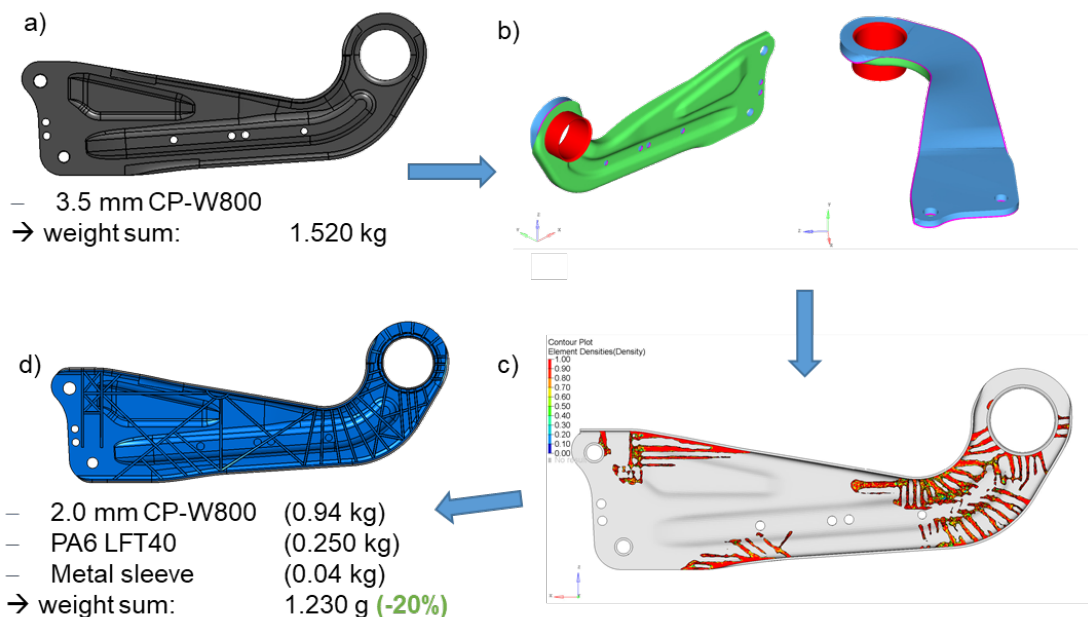 a)
– 3.5 mm CP-W800
→ weight sum: 1.520 kg
b)
c)
Contour Plot
Element Densities(Density)
1.00
0.90
0.80
0.70
0.60
0.50
0.40
0.30
0.20
0.10
0.00
d)
– 2.0 mm CP-W800 (0.94 kg)
– PA6 LFT40 (0.250 kg)
– Metal sleeve (0.04 kg)
→ weight sum: 1.230 g (-20%)